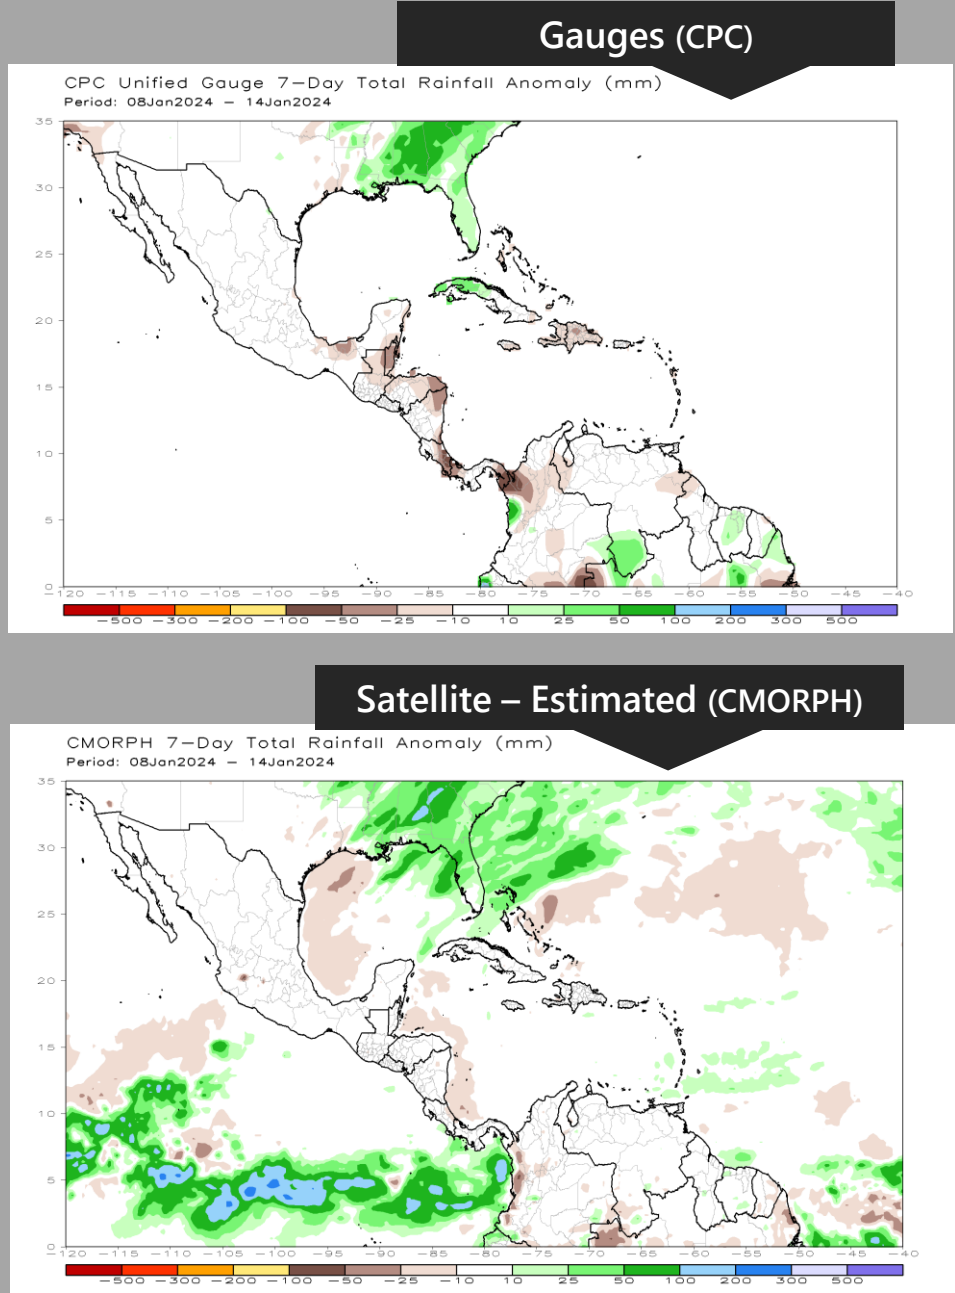 Gauges (CPC)
CPC Unified Gauge 7-Day Total Rainfall Anomaly (mm)
Period: 08Jan2024 - 14Jan2024
35
30
25
20
15
10
5
0
-120 -115 -110 -105 -100 -95 -90 -85 -80 -75 -70 -65 -60 -55 -50 -45 -40
-500 -300 -200 -100 -50 -25 -10 10 25 50 100 200 300 500
Satellite – Estimated (CMORPH)
CMORPH 7-Day Total Rainfall Anomaly (mm)
Period: 08Jan2024 - 14Jan2024
35
30
25
20
15
10
5
0
-120 -115 -110 -105 -100 -95 -90 -85 -80 -75 -70 -65 -60 -55 -50 -45 -40
-500 -300 -200 -100 -50 -25 -10 10 25 50 100 200 300 500